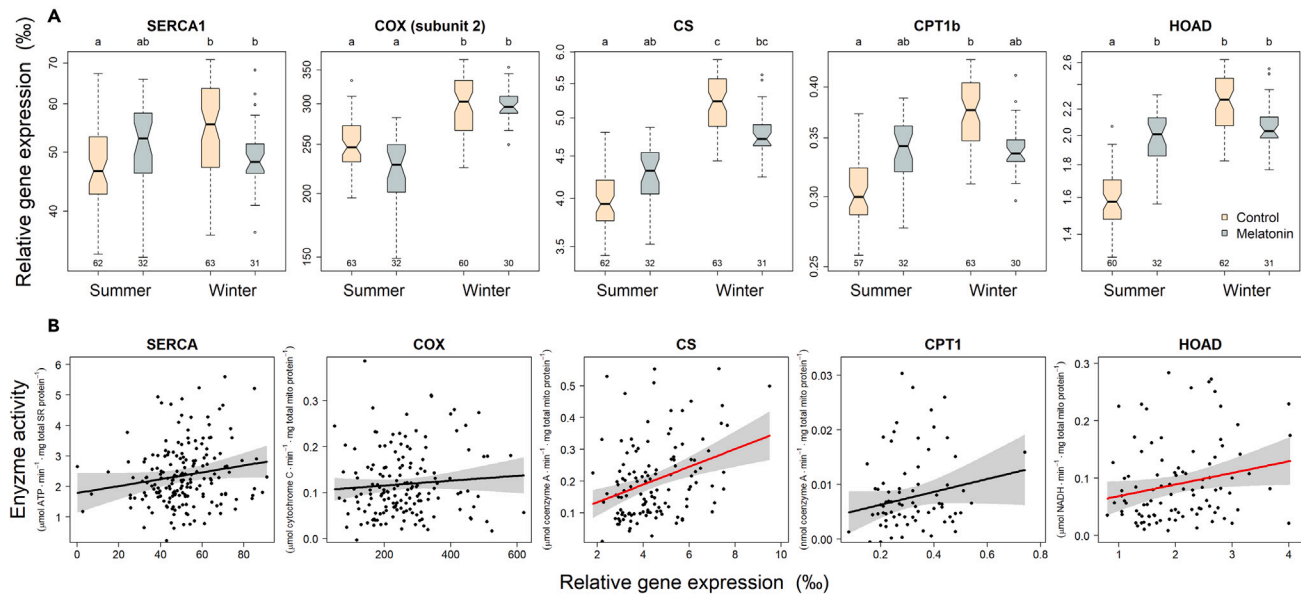 A
SERCA1
COX (subunit 2)
CS
CPT1b
HOAD
Relative gene expression (‰)
a ab b b
a a b b
a ab c bc
a ab b ab
a b b b
70
60
50
40
350
300
250
200
150
6.0
5.5
5.0
4.5
4.0
3.5
0.40
0.35
0.30
0.25
2.6
2.2
2.0
1.8
1.6
1.4
Control
Melatonin
62 32 63 31
63 32 60 30
62 32 63 31
57 32 63 30
60 32 62 31
Summer Winter
Summer Winter
Summer Winter
Summer Winter
Summer Winter
B
SERCA
COX
CS
CPT1
HOAD
Enzyme activity
(μmol ATP · min⁻¹ · mg total SR protein⁻¹)
6
5
4
3
2
1
0 20 40 60 80
(μmol cytochrome C · min⁻¹ · mg total mito protein⁻¹)
0.3
0.2
0.1
0.0
0 200 400 600
(μmol coenzyme A · min⁻¹ · mg total mito protein⁻¹)
0.5
0.4
0.3
0.2
0.1
2 4 6 8 10
(nmol coenzyme A · min⁻¹ · mg total mito protein⁻¹)
0.03
0.02
0.01
0.00
0.2 0.4 0.6 0.8
(μmol NADH · min⁻¹ · mg total mito protein⁻¹)
0.3
0.2
0.1
0.0
1 2 3 4
Relative gene expression (‰)